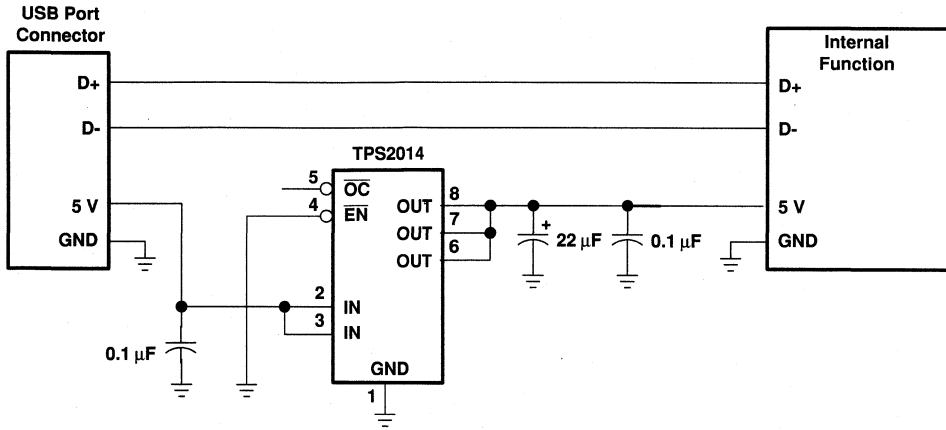 USB Port
Connector
D+
D-
5 V
GND
0.1 µF
TPS2014
5
OC
4
EN
2
IN
3
IN
OUT
8
OUT
7
OUT
6
GND
1
+
22 µF
0.1 µF
Internal
Function
D+
D-
5 V
GND